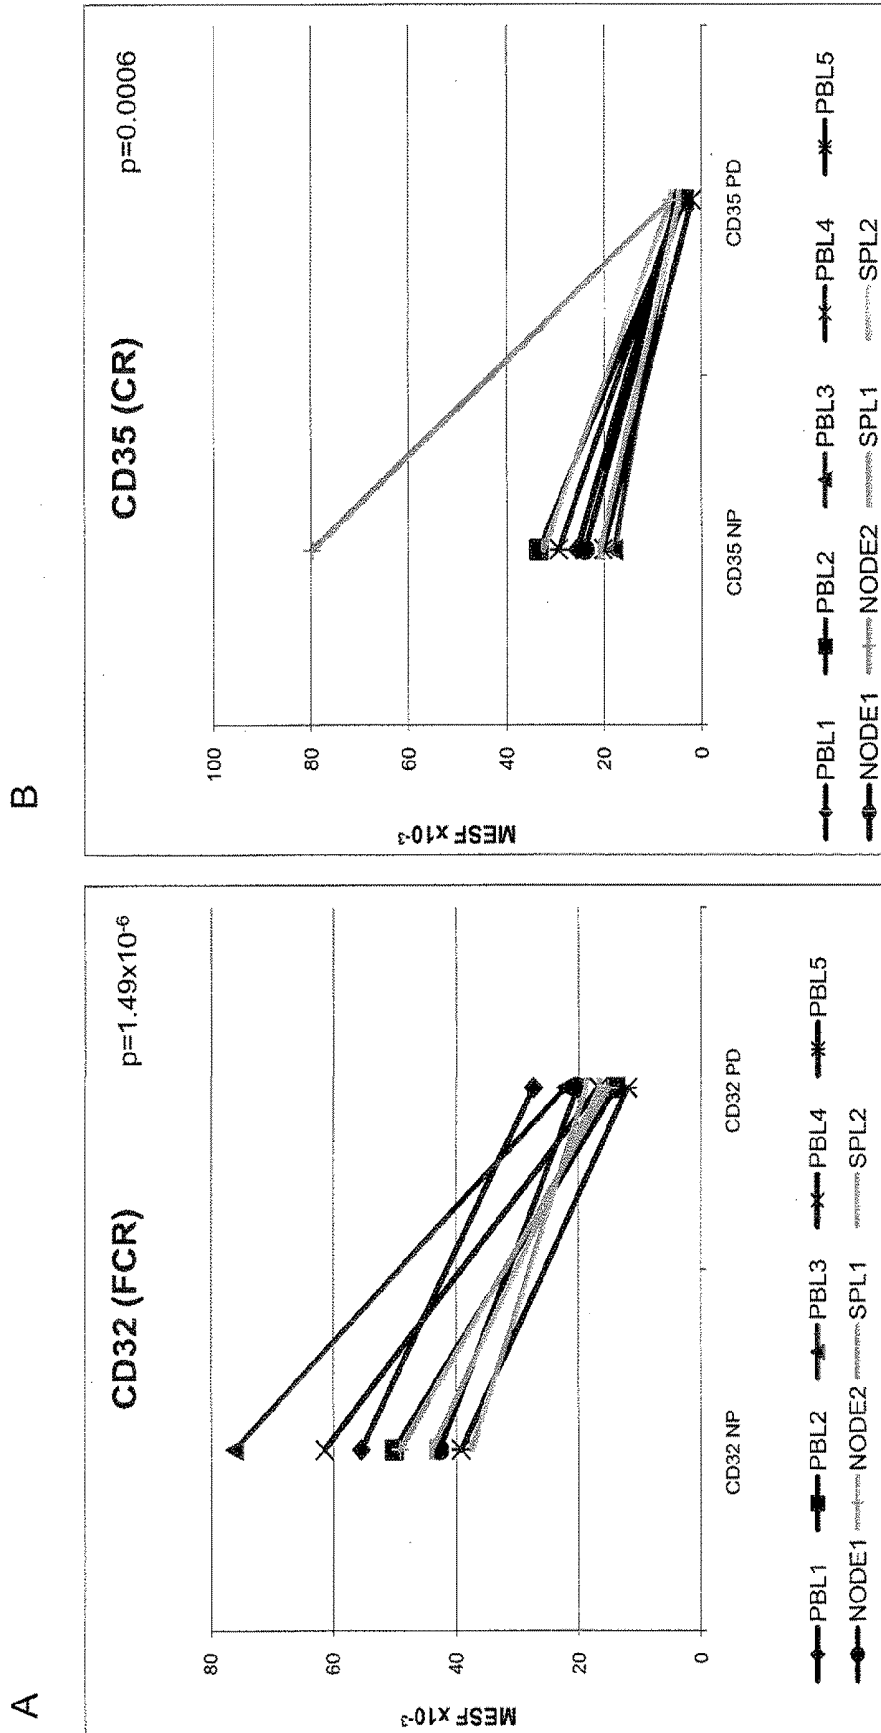 A
CD32 (FCR)
p=1.49x10-6
80
60
40
20
0
MESF x10-3
CD32 NP
CD32 PD
PBL1
PBL2
PBL3
PBL4
PBL5
NODE1
NODE2
SPL1
SPL2
B
CD35 (CR)
p=0.0006
100
80
60
40
20
0
MESF x10-3
CD35 NP
CD35 PD
PBL1
PBL2
PBL3
PBL4
PBL5
NODE1
NODE2
SPL1
SPL2